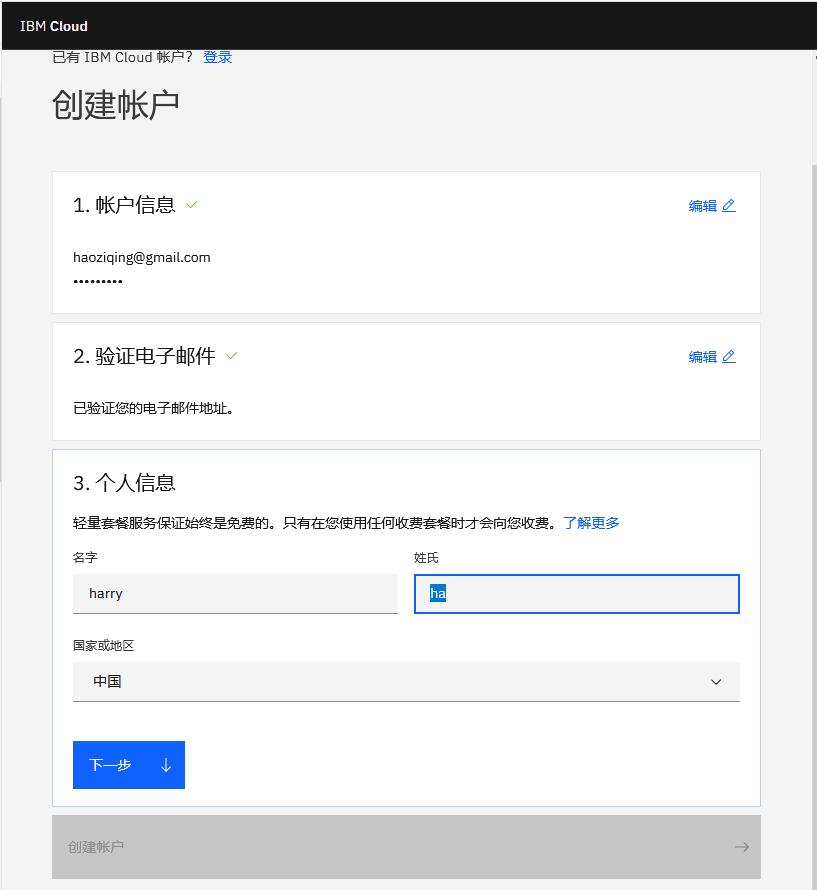 IBM Cloud
已有 IBM Cloud 帐户? 登录
创建帐户
1. 帐户信息
编辑
haoziqing@gmail.com
•••••••••
2. 验证电子邮件
编辑
已验证您的电子邮件地址。
3. 个人信息
轻量套餐服务保证始终是免费的。只有在您使用任何收费套餐时才会向您收费。了解更多
名字
姓氏
harry
ha
国家或地区
中国
下一步
创建帐户